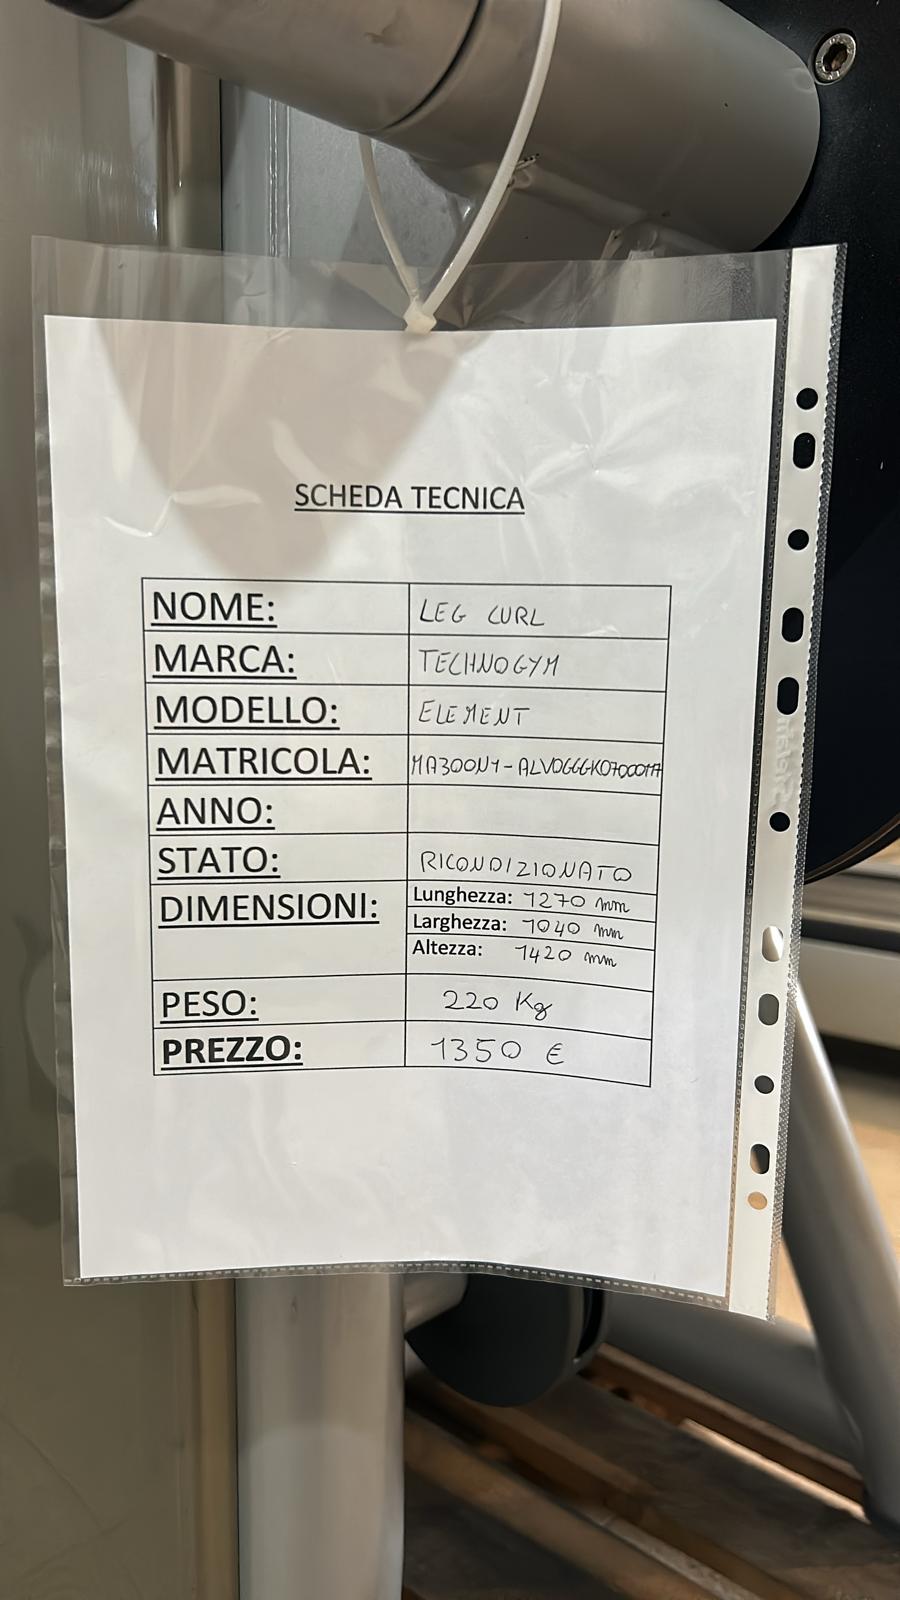 SCHEDA TECNICA
NOME: LEG CURL
MARCA: TECHNOGYM
MODELLO: ELEMENT
MATRICOLA:
ANNO:
STATO: RICONDIZIONATO
DIMENSIONI: Lunghezza: 1270 mm
Larghezza: 1040 mm
Altezza: 1420 mm
PESO: 220 Kg
PREZZO: 1350 €